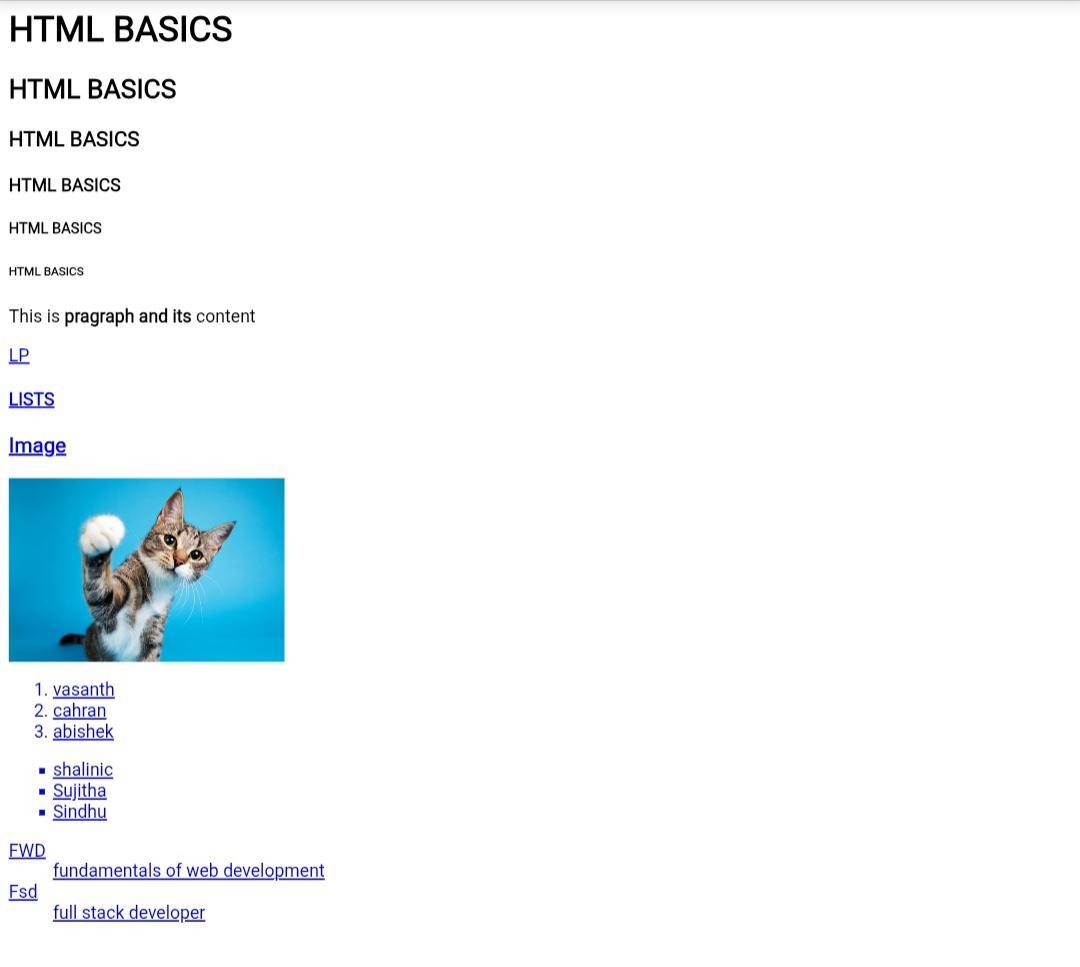 HTML BASICS
HTML BASICS
HTML BASICS
HTML BASICS
HTML BASICS
HTML BASICS
This is pragraph and its content
LP
LISTS
Image
1. vasanth
2. cahran
3. abishek
▪ shalinic
▪ Sujitha
▪ Sindhu
FWD
fundamentals of web development
Fsd
full stack developer